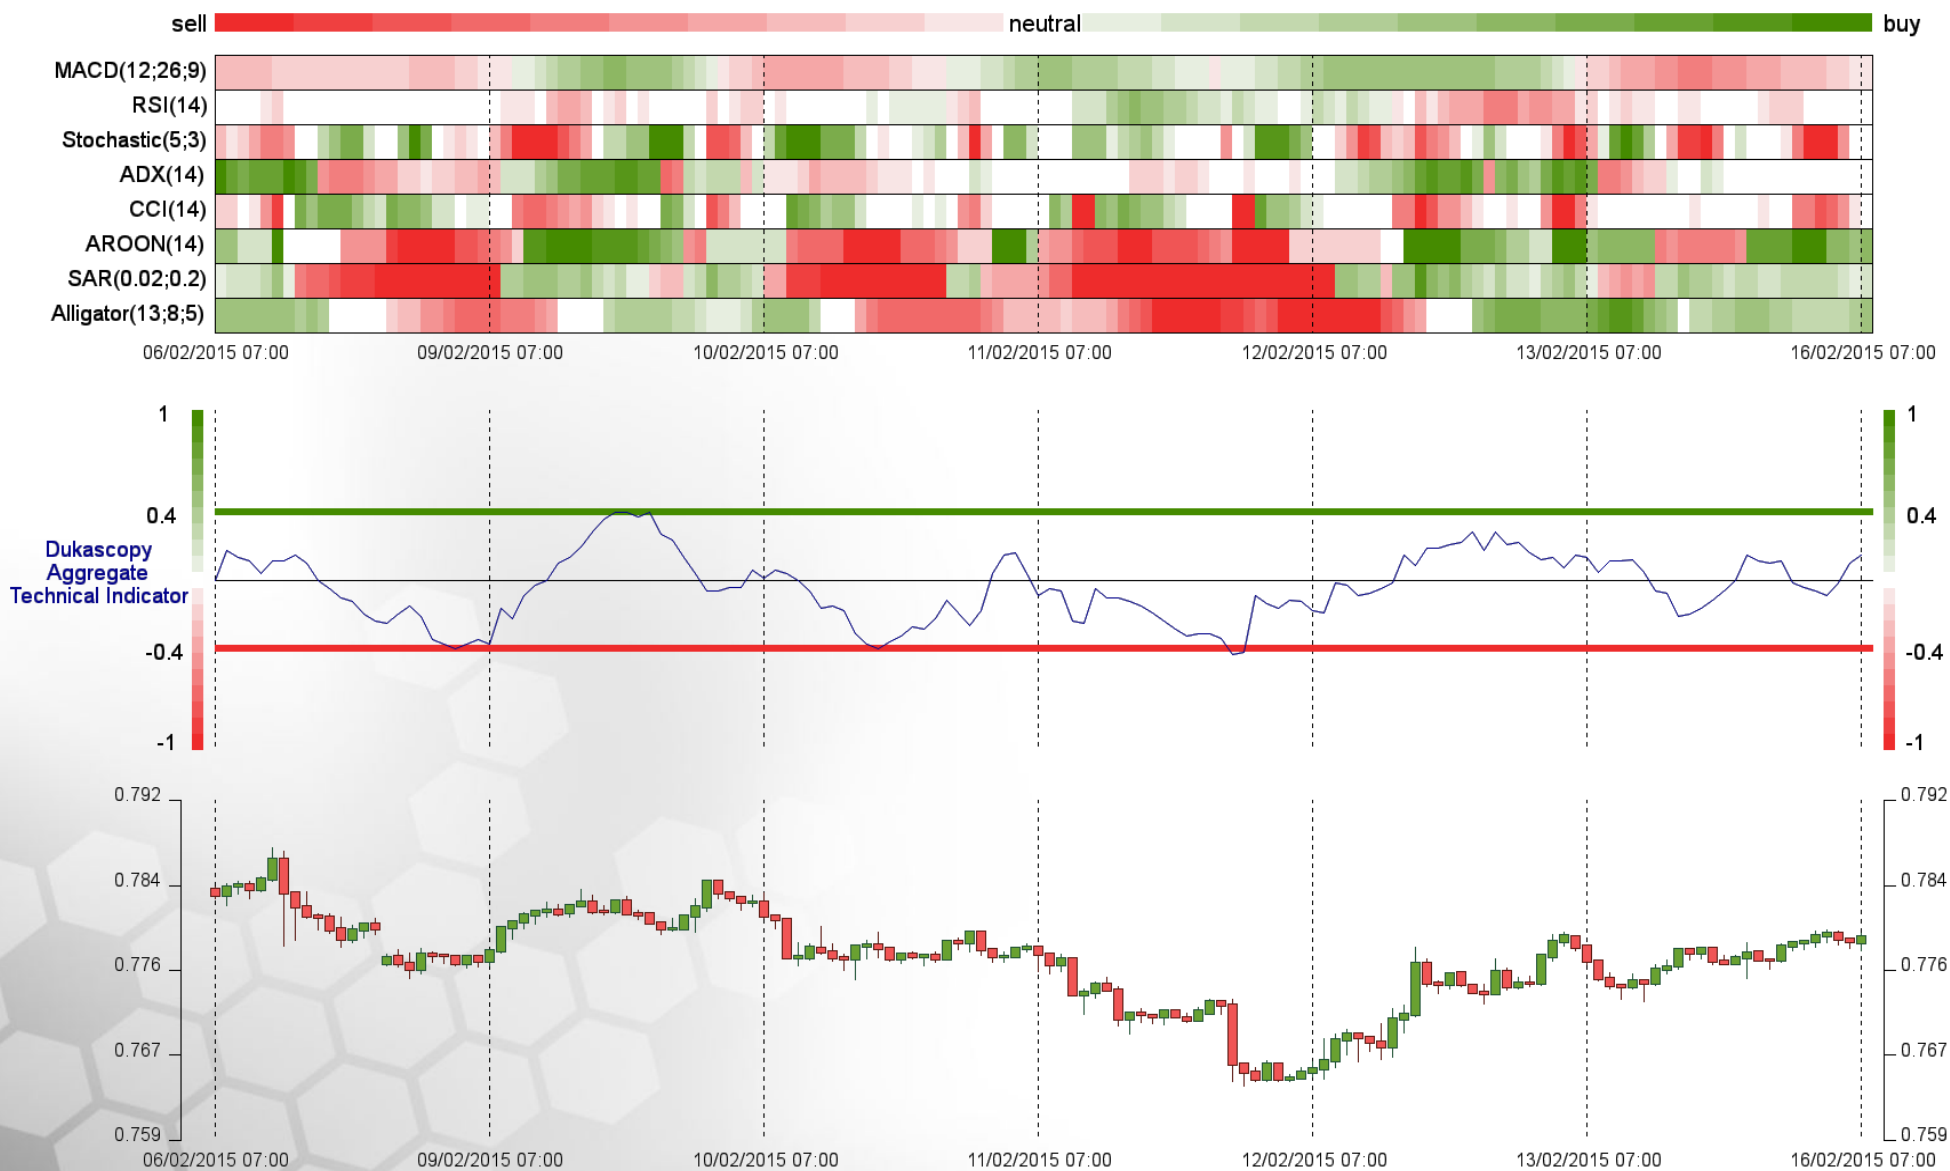 sell neutral buy
MACD(12;26;9)
RSI(14)
Stochastic(5;3)
ADX(14)
CCI(14)
AROON(14)
SAR(0.02;0.2)
Alligator(13;8;5)
06/02/2015 07:00 09/02/2015 07:00 10/02/2015 07:00 11/02/2015 07:00 12/02/2015 07:00 13/02/2015 07:00 16/02/2015 07:00
1 1
0.4 0.4
Dukascopy
Aggregate
Technical Indicator
-0.4 -0.4
-1 -1
0.792 0.792
0.784 0.784
0.776 0.776
0.767 0.767
0.759 0.759
06/02/2015 07:00 09/02/2015 07:00 10/02/2015 07:00 11/02/2015 07:00 12/02/2015 07:00 13/02/2015 07:00 16/02/2015 07:00